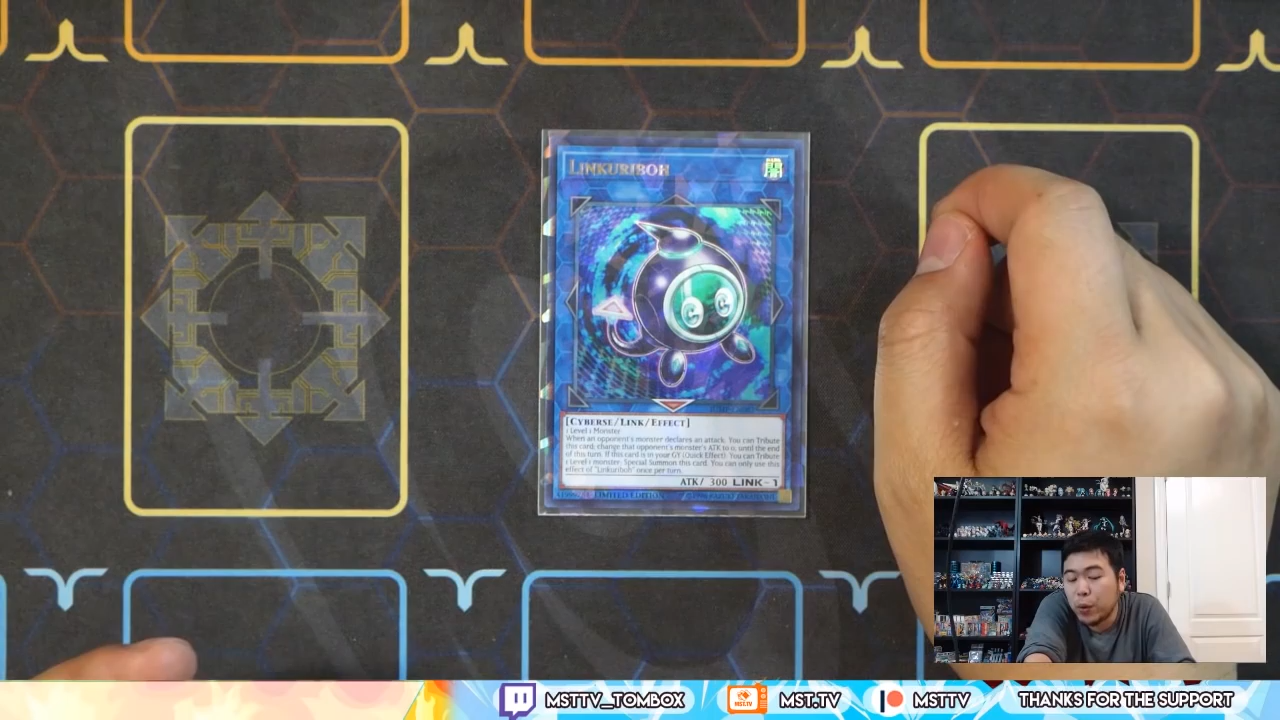 LINKURIBOH
[CYBERSE/LINK/EFFECT]
1 Level 1 Monster
When an opponent's monster declares an attack: You can Tribute
this card; change that opponent's monster's ATK to 0, until the end
of this turn. If this card is in your GY (Quick Effect): You can Tribute
1 Level 1 monster; Special Summon this card. You can only use this
effect of "Linkuriboh" once per turn.
ATK/ 300 LINK-1
LIMITED EDITION
MSTTV_TOMBOX
MST.TV
MST.TV
MSTTV
THANKS FOR THE SUPPORT